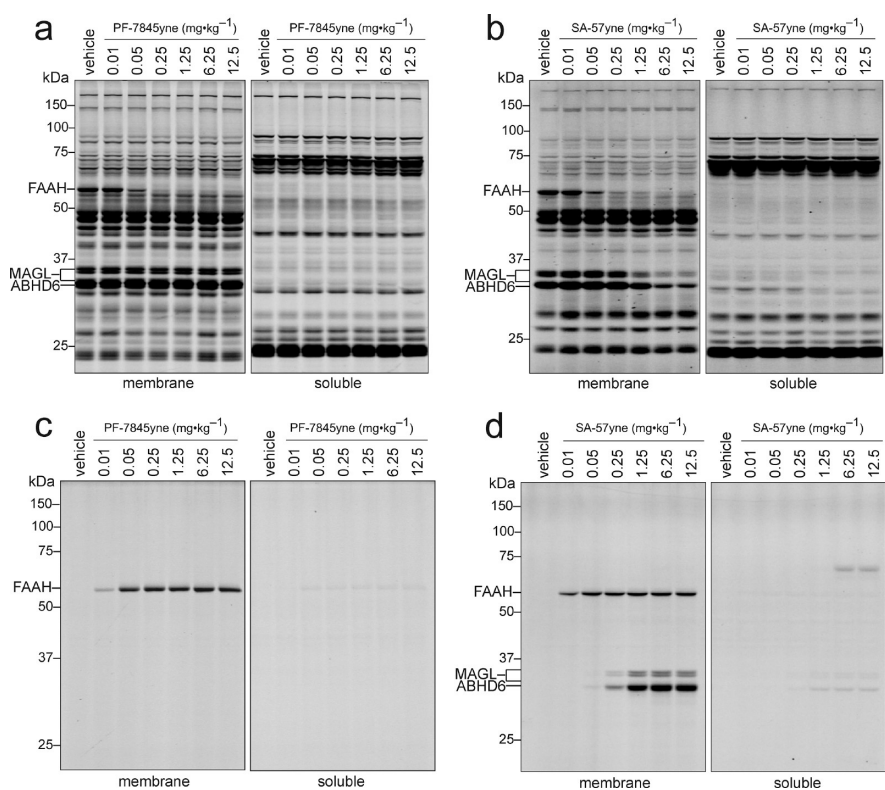 a
PF-7845yne (mg•kg−1) PF-7845yne (mg•kg−1)
vehicle 0.01 0.05 0.25 1.25 6.25 12.5 vehicle 0.01 0.05 0.25 1.25 6.25 12.5
kDa
150
100
75
FAAH
50
37
MAGL
ABHD6
25
membrane soluble
b
SA-57yne (mg•kg−1) SA-57yne (mg•kg−1)
vehicle 0.01 0.05 0.25 1.25 6.25 12.5 vehicle 0.01 0.05 0.25 1.25 6.25 12.5
kDa
150
100
75
FAAH
50
37
MAGL
ABHD6
25
membrane soluble
c
PF-7845yne (mg•kg−1) PF-7845yne (mg•kg−1)
vehicle 0.01 0.05 0.25 1.25 6.25 12.5 vehicle 0.01 0.05 0.25 1.25 6.25 12.5
kDa
150
100
75
FAAH
50
37
25
membrane soluble
d
SA-57yne (mg•kg−1) SA-57yne (mg•kg−1)
vehicle 0.01 0.05 0.25 1.25 6.25 12.5 vehicle 0.01 0.05 0.25 1.25 6.25 12.5
kDa
150
100
75
FAAH
50
37
MAGL
ABHD6
25
membrane soluble